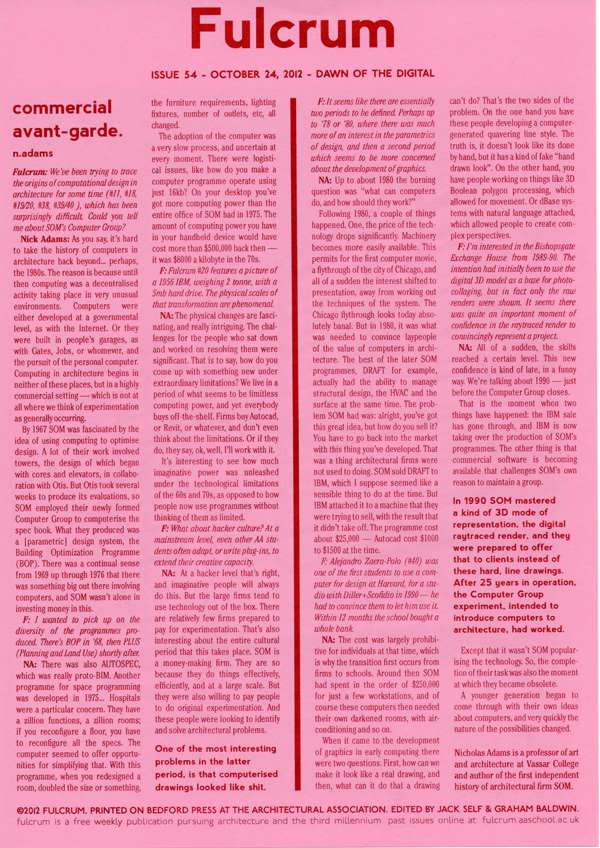 Fulcrum
ISSUE 54 - OCTOBER 24, 2012 - DAWN OF THE DIGITAL
commercial
avant-garde.
n.adams
Fulcrum: We've been trying to trace
the origins of computational design in
architecture for some time (#11, #18,
#19/20, #38, #39/40 ), which has been
surprisingly difficult. Could you tell
me about SOM's Computer Group?
Nick Adams: As you say, it's hard
to take the history of computers in
architecture back beyond... perhaps,
the 1980s. The reason is because until
then computing was a decentralised
activity taking place in very unusual
environments. Computers were
either developed at a governmental
level, as with the Internet. Or they
were built in people's garages, as
with Gates, Jobs, or whomever, and
the pursuit of the personal computer.
Computing in architecture begins in
neither of these places, but in a highly
commercial setting — which is not at
all where we think of experimentation
as generally occurring.
By 1967 SOM was fascinated by the
idea of using computing to optimise
design. A lot of their work involved
towers, the design of which began
with cores and elevators, in collabo-
ration with Otis. But Otis took several
weeks to produce its evaluations, so
SOM employed their newly formed
Computer Group to computerise the
spec book. What they produced was
a [parametric] design system, the
Building Optimization Programme
(BOP). There was a continual sense
from 1969 up through 1976 that there
was something big out there involving
computers, and SOM wasn't alone in
investing money in this.
F: I wanted to pick up on the
diversity of the programmes pro-
duced. There's BOP in '68, then PLUS
(Planning and Land Use) shortly after.
NA: There was also AUTOSPEC,
which was really proto-BIM. Another
programme for space programming
was developed in 1975... Hospitals
were a particular concern. They have
a zillion functions, a zillion rooms;
if you reconfigure a floor, you have
to reconfigure all the specs. The
computer seemed to offer opportu-
nities for simplifying that. With this
programme, when you redesigned a
room, doubled the size or something,
the furniture requirements, lighting
fixtures, number of outlets, etc, all
changed.
The adoption of the computer was
a very slow process, and uncertain at
every moment. There were logisti-
cal issues, like how do you make a
computer programme operate using
just 16kb? On your desktop you've
got more computing power than the
entire office of SOM had in 1975. The
amount of computing power you have
in your handheld device would have
cost more than $500,000 back then —
it was $8000 a kilobyte in the 70s.
F: Fulcrum #20 features a picture of
a 1956 IBM, weighing 2 tonne, with a
5mb hard drive. The physical scales of
that transformation are phenomenal.
NA: The physical changes are fasci-
nating, and really intriguing. The chal-
lenges for the people who sat down
and worked on resolving them were
significant. That is to say, how do you
come up with something new under
extraordinary limitations? We live in a
period of what seems to be limitless
computing power, and yet everybody
buys off-the-shelf. Firms buy Autocad,
or Revit, or whatever, and don't even
think about the limitations. Or if they
do, they say, ok, well, I'll work with it.
It's interesting to see how much
imaginative power was unleashed
under the technological limitations
of the 60s and 70s, as opposed to how
people now use programmes without
thinking of them as limited.
F: What about hacker culture? At a
mainstream level, even other AA stu-
dents often adapt, or write plug-ins, to
extend their creative capacity.
NA: At a hacker level that's right,
and imaginative people will always
do this. But the large firms tend to
use technology out of the box. There
are relatively few firms prepared to
pay for experimentation. That's also
interesting about the entire cultural
period that this takes place. SOM is
a money-making firm. They are so
because they do things effectively,
efficiently, and at a large scale. But
they were also willing to pay people
to do original experimentation. And
these people were looking to identify
and solve architectural problems.
One of the most interesting
problems in the latter
period, is that computerised
drawings looked like shit.
F: It seems like there are essentially
two periods to be defined. Perhaps up
to '78 or '80, where there was much
more of an interest in the parametrics
of design, and then a second period
which seems to be more concerned
about the development of graphics.
NA: Up to about 1980 the burning
question was "what can computers
do, and how should they work?"
Following 1980, a couple of things
happened. One, the price of the tech-
nology drops significantly. Machinery
becomes more easily available. This
permits for the first computer movie,
a flythrough of the city of Chicago, and
all of a sudden the interest shifted to
presentation, away from working out
the techniques of the system. The
Chicago flythrough looks today abso-
lutely banal. But in 1980, it was what
was needed to convince laypeople
of the value of computers in archi-
tecture. The best of the later SOM
programmes, DRAFT for example,
actually had the ability to manage
structural design, the HVAC and the
surface at the same time. The prob-
lem SOM had was: alright, you've got
this great idea, but how do you sell it?
You have to go back into the market
with this thing you've developed. That
was a thing architectural firms were
not used to doing. SOM sold DRAFT to
IBM, which I suppose seemed like a
sensible thing to do at the time. But
IBM attached it to a machine that they
were trying to sell, with the result that
it didn't take off. The programme cost
about $25,000 — Autocad cost $1000
to $1500 at the time.
F: Alejandro Zaera-Polo (#40) was
one of the first students to use a com-
puter for design at Harvard, for a stu-
dio with Diller+Scofidio in 1990 — he
had to convince them to let him use it.
Within 12 months the school bought a
whole bank.
NA: The cost was largely prohibi-
tive for individuals at that time, which
is why the transition first occurs from
firms to schools. Around then SOM
had spent in the order of $250,000
for just a few workstations, and of
course these computers then needed
their own darkened rooms, with air-
conditioning and so on.
When it came to the development
of graphics in early computing there
were two questions. First, how can we
make it look like a real drawing, and
then, what can it do that a drawing
can't do? That's the two sides of the
problem. On the one hand you have
these people developing a computer-
generated quavering line style. The
truth is, it doesn't look like its done
by hand, but it has a kind of fake "hand
drawn look". On the other hand, you
have people working on things like 3D
Boolean polygon processing, which
allowed for movement. Or dBase sys-
tems with natural language attached,
which allowed people to create com-
plex perspectives.
F: I'm interested in the Bishopsgate
Exchange House from 1989-90. The
intention had initially been to use the
digital 3D model as a base for photo-
collaging, but in fact only the raw
renders were shown. It seems there
was quite an important moment of
confidence in the raytraced render to
convincingly represent a project.
NA: All of a sudden, the skills
reached a certain level. This new
confidence is kind of late, in a funny
way. We're talking about 1990 — just
before the Computer Group closes.
That is the moment when two
things have happened: the IBM sale
has gone through, and IBM is now
taking over the production of SOM's
programmes. The other thing is that
commercial software is becoming
available that challenges SOM's own
reason to maintain a group.
In 1990 SOM mastered
a kind of 3D mode of
representation, the digital
raytraced render, and they
were prepared to offer
that to clients instead of
these hard, line drawings.
After 25 years in operation,
the Computer Group
experiment, intended to
introduce computers to
architecture, had worked.
Except that it wasn't SOM popular-
ising the technology. So, the comple-
tion of their task was also the moment
at which they became obsolete.
A younger generation began to
come through with their own ideas
about computers, and very quickly the
nature of the possibilities changed.
Nicholas Adams is a professor of art
and architecture at Vassar College
and author of the first independent
history of architectural firm SOM.
©2012 FULCRUM. PRINTED ON BEDFORD PRESS AT THE ARCHITECTURAL ASSOCIATION. EDITED BY JACK SELF & GRAHAM BALDWIN.
fulcrum is a free weekly publication pursuing architecture and the third millennium. past issues online at: fulcrum.aaschool.ac.uk